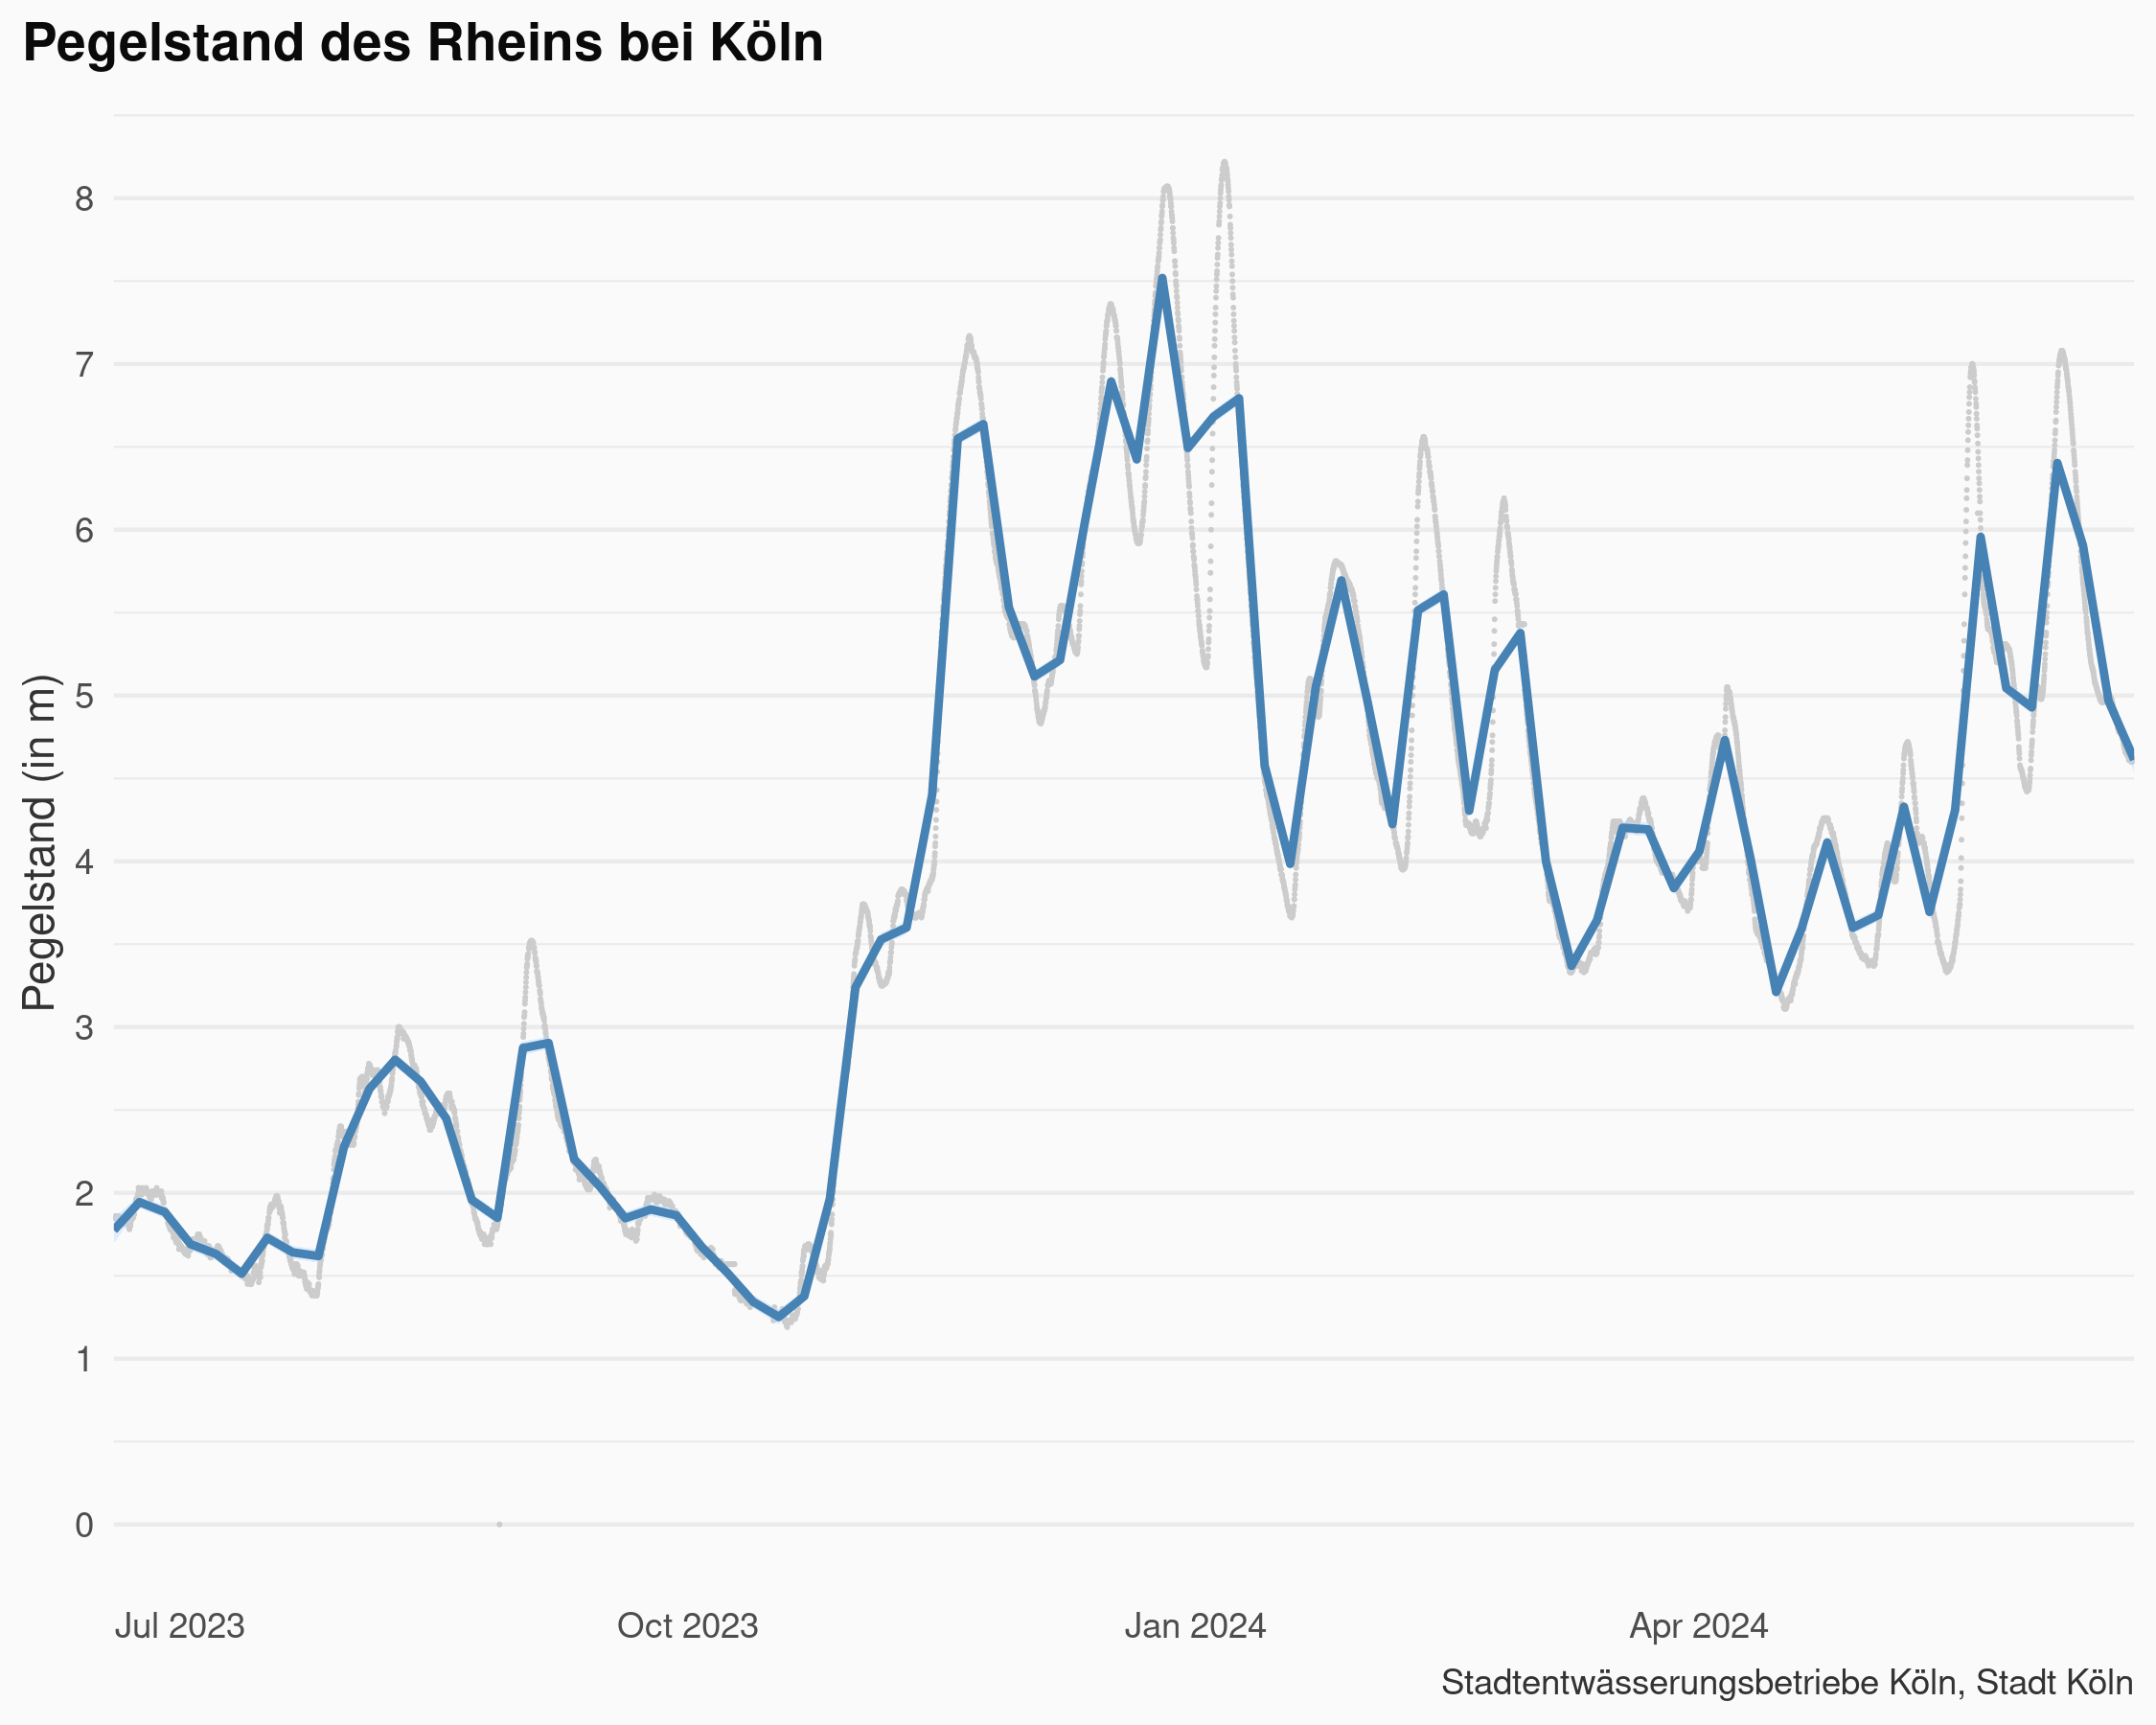 Pegelstand des Rheins bei Köln
Pegelstand (in m)
8
7
6
5
4
3
2
1
0
Jul 2023 Oct 2023 Jan 2024 Apr 2024
Stadtentwässerungsbetriebe Köln, Stadt Köln